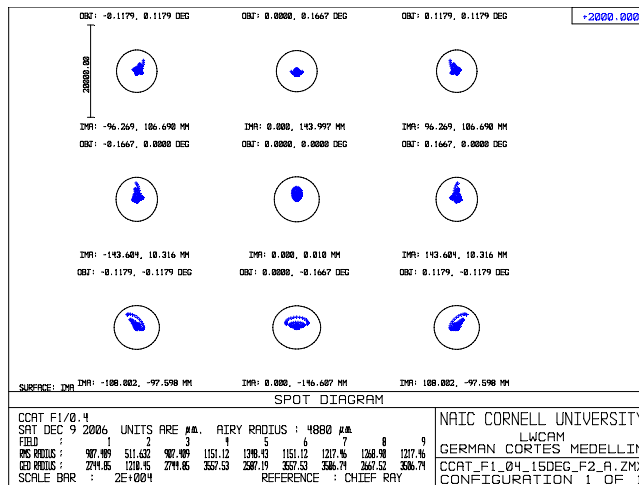 OBJ: -0.1179, 0.1179 DEG
OBJ: 0.0000, 0.1667 DEG
OBJ: 0.1179, 0.1179 DEG
+2000.000
20000.00
IMA: -96.269, 106.690 MM
IMA: 0.000, 143.997 MM
IMA: 96.269, 106.690 MM
OBJ: -0.1667, 0.0000 DEG
OBJ: 0.0000, 0.0000 DEG
OBJ: 0.1667, 0.0000 DEG
IMA: -143.604, 10.316 MM
IMA: 0.000, 0.010 MM
IMA: 143.604, 10.316 MM
OBJ: -0.1179, -0.1179 DEG
OBJ: 0.0000, -0.1667 DEG
OBJ: 0.1179, -0.1179 DEG
SURFACE: IMA
IMA: -108.002, -97.598 MM
IMA: 0.000, -146.607 MM
IMA: 108.002, -97.598 MM
SPOT DIAGRAM
CCAT F1/0.4
SAT DEC 9 2006 UNITS ARE µm. AIRY RADIUS : 4880 µm
FIELD : 1 2 3 4 5 6 7 8 9
RMS RADIUS : 907.409 511.632 907.409 1151.12 1348.43 1151.12 1217.46 1268.98 1217.46
GEO RADIUS : 2744.85 1210.45 2744.85 3557.53 2587.19 3557.53 3506.74 2667.52 3506.74
SCALE BAR : 2E+004 REFERENCE : CHIEF RAY
NAIC CORNELL UNIVERSITY
LWCAM
GERMAN CORTES MEDELLIN
CCAT_F1_04_15DEG_F2_A.ZMX
CONFIGURATION 1 OF